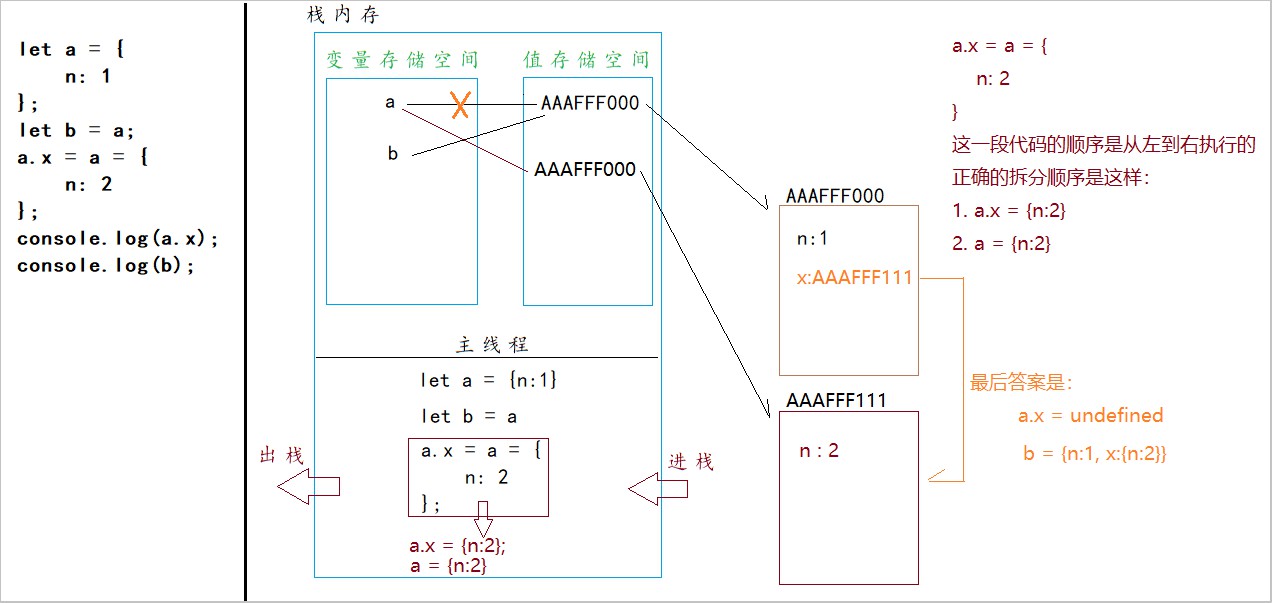 let a = {
n: 1
};
let b = a;
a.x = a = {
n: 2
};
console.log(a.x);
console.log(b);
栈内存
变量存储空间
值存储空间
a
b
AAAFFF000
AAAFFF000
主线程
let a = {n:1}
let b = a
a.x = a = {
n: 2
};
a.x = {n:2};
a = {n:2}
出栈
进栈
AAAFFF000
n:1
x:AAAFFF111
AAAFFF111
n : 2
a.x = a = {
n: 2
}
这一段代码的顺序是从左到右执行的
正确的拆分顺序是这样：
1. a.x = {n:2}
2. a = {n:2}
最后答案是：
a.x = undefined
b = {n:1, x:{n:2}}